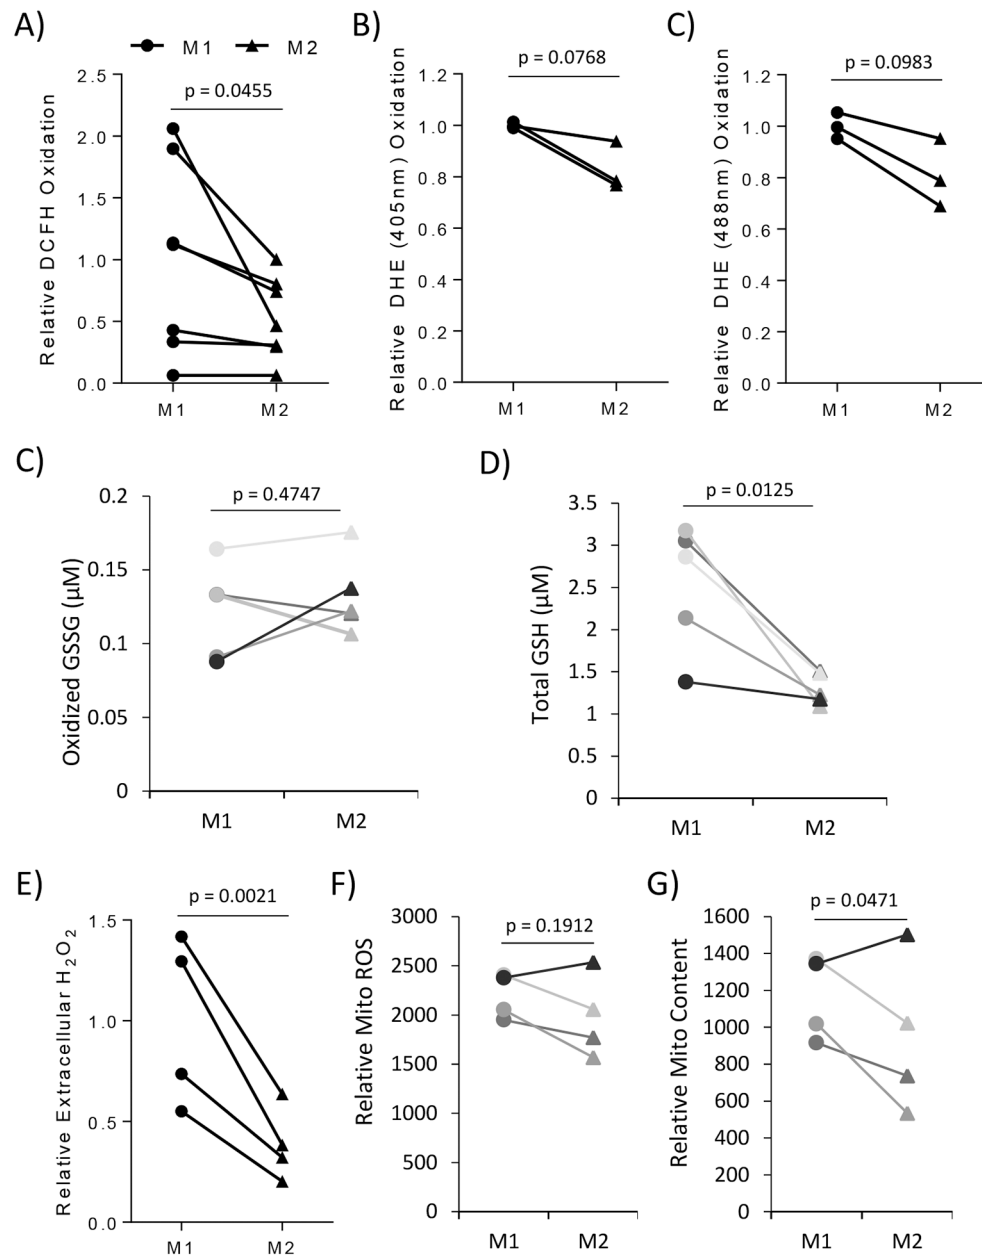 A)
M1 M2
p = 0.0455
Relative DCFH Oxidation
2.5
2.0
1.5
1.0
0.5
0.0
M1 M2
B)
p = 0.0768
Relative DHE (405nm) Oxidation
1.2
1.0
0.8
0.6
0.4
0.2
0.0
M1 M2
C)
p = 0.0983
Relative DHE (488nm) Oxidation
1.2
1.0
0.8
0.6
0.4
0.2
0.0
M1 M2
C)
p = 0.4747
Oxidized GSSG (µM)
0.2
0.15
0.1
0.05
0
M1 M2
D)
p = 0.0125
Total GSH (µM)
3.5
3
2.5
2
1.5
1
0.5
0
M1 M2
E)
p = 0.0021
Relative Extracellular H₂O₂
1.5
1.0
0.5
0.0
M1 M2
F)
p = 0.1912
Relative Mito ROS
3000
2500
2000
1500
1000
500
0
M1 M2
G)
p = 0.0471
Relative Mito Content
1600
1400
1200
1000
800
600
400
200
0
M1 M2